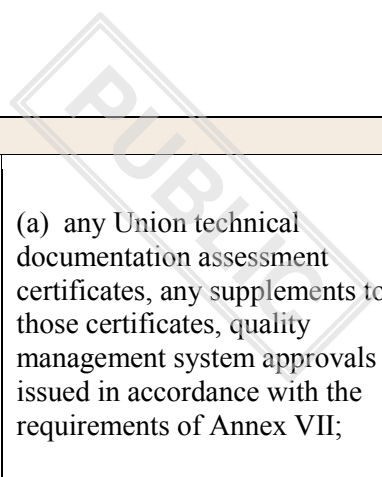 PUBLIC
(a) any Union technical
documentation assessment
certificates, any supplements to
those certificates, quality
management system approvals
issued in accordance with the
requirements of Annex VII;